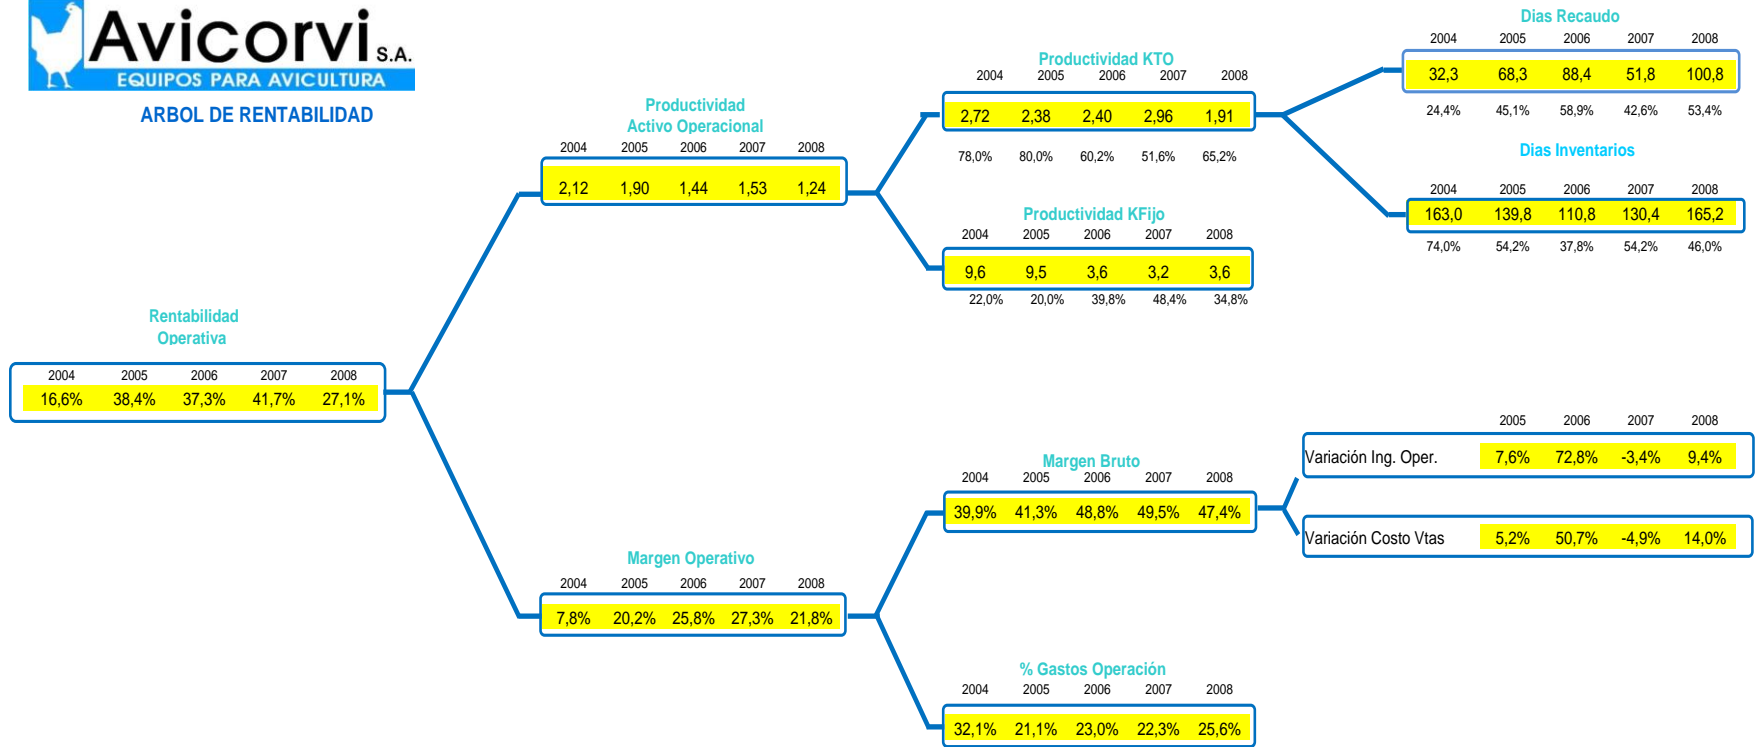 Avicorvi S.A.
EQUIPOS PARA AVICULTURA
ARBOL DE RENTABILIDAD
Rentabilidad
Operativa
2004 2005 2006 2007 2008
16,6% 38,4% 37,3% 41,7% 27,1%
Productividad
Activo Operacional
2004 2005 2006 2007 2008
2,12 1,90 1,44 1,53 1,24
Margen Operativo
2004 2005 2006 2007 2008
7,8% 20,2% 25,8% 27,3% 21,8%
Productividad KTO
2004 2005 2006 2007 2008
2,72 2,38 2,40 2,96 1,91
78,0% 80,0% 60,2% 51,6% 65,2%
Productividad KFijo
2004 2005 2006 2007 2008
9,6 9,5 3,6 3,2 3,6
22,0% 20,0% 39,8% 48,4% 34,8%
Margen Bruto
2004 2005 2006 2007 2008
39,9% 41,3% 48,8% 49,5% 47,4%
% Gastos Operación
2004 2005 2006 2007 2008
32,1% 21,1% 23,0% 22,3% 25,6%
Dias Recaudo
2004 2005 2006 2007 2008
32,3 68,3 88,4 51,8 100,8
24,4% 45,1% 58,9% 42,6% 53,4%
Dias Inventarios
2004 2005 2006 2007 2008
163,0 139,8 110,8 130,4 165,2
74,0% 54,2% 37,8% 54,2% 46,0%
2005 2006 2007 2008
Variación Ing. Oper. 7,6% 72,8% -3,4% 9,4%
Variación Costo Vtas 5,2% 50,7% -4,9% 14,0%